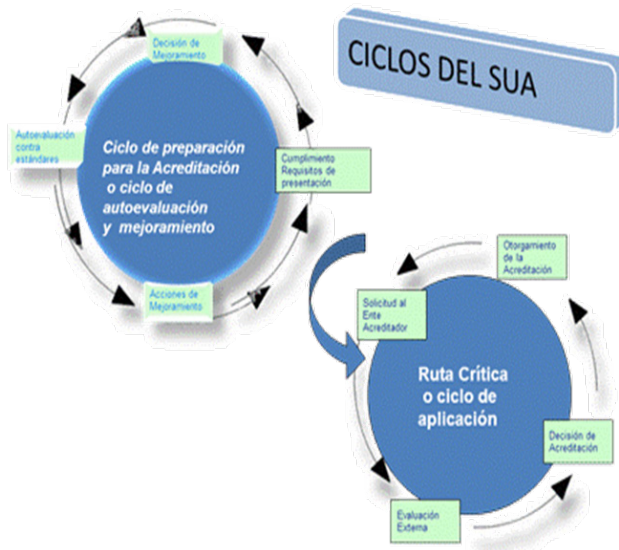 CICLOS DEL SUA
Decisión de
Mejoramiento
Autoevaluación
contra
estándares
Ciclo de preparación
para la Acreditación
o ciclo de
autoevaluación
y mejoramiento
Cumplimiento
Requisitos de
presentación
Acciones de
Mejoramiento
Otorgamiento
de la
Acreditación
Solicitud al
Ente
Acreditador
Ruta Crítica
o ciclo de
aplicación
Decisión de
Acreditación
Evaluación
Externa